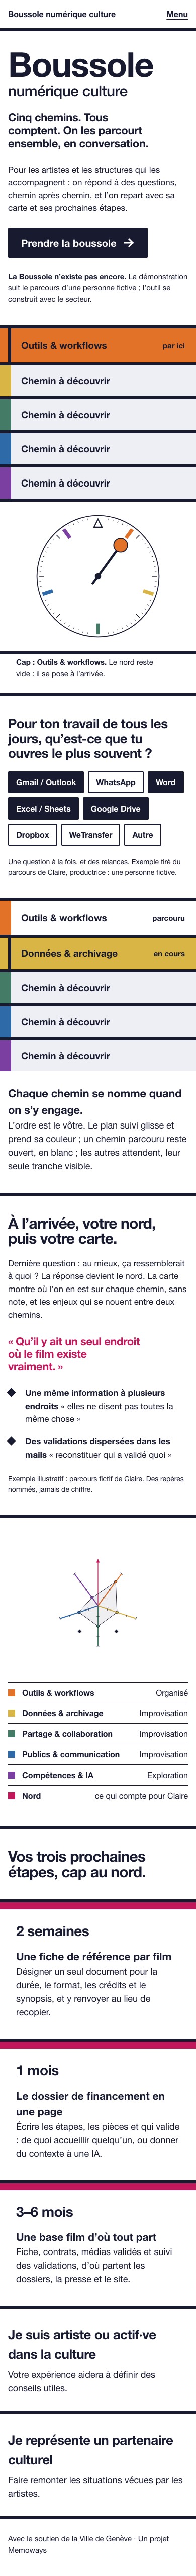 Boussole numérique culture
Menu
Boussole
numérique culture
Cinq chemins. Tous
comptent. On les parcourt
ensemble, en conversation.
Pour les artistes et les structures qui les
accompagnent : on répond à des questions,
chemin après chemin, et l’on repart avec sa
carte et ses prochaines étapes.
Prendre la boussole →
La Boussole n’existe pas encore. La démonstration
suit le parcours d’une personne fictive ; l’outil se
construit avec le secteur.
Outils & workflows par ici
Chemin à découvrir
Chemin à découvrir
Chemin à découvrir
Chemin à découvrir
Cap : Outils & workflows. Le nord reste
vide : il se pose à l’arrivée.
Pour ton travail de tous les
jours, qu’est-ce que tu
ouvres le plus souvent ?
Gmail / Outlook WhatsApp Word
Excel / Sheets Google Drive
Dropbox WeTransfer Autre
Une question à la fois, et des relances. Exemple tiré du
parcours de Claire, productrice : une personne fictive.
Outils & workflows parcouru
Données & archivage en cours
Chemin à découvrir
Chemin à découvrir
Chemin à découvrir
Chaque chemin se nomme quand
on s’y engage.
L’ordre est le vôtre. Le plan suivi glisse et
prend sa couleur ; un chemin parcouru reste
ouvert, en blanc ; les autres attendent, leur
seule tranche visible.
À l’arrivée, votre nord,
puis votre carte.
Dernière question : au mieux, ça ressemblerait
à quoi ? La réponse devient le nord. La carte
montre où l’on en est sur chaque chemin, sans
note, et les enjeux qui se nouent entre deux
chemins.
« Qu’il y ait un seul endroit
où le film existe
vraiment. »
Une même information à plusieurs
endroits « elles ne disent pas toutes la
même chose »
Des validations dispersées dans les
mails « reconstituer qui a validé quoi »
Exemple illustratif : parcours fictif de Claire. Des repères
nommés, jamais de chiffre.
Outils & workflows Organisé
Données & archivage Improvisation
Partage & collaboration Improvisation
Publics & communication Improvisation
Compétences & IA Exploration
Nord ce qui compte pour Claire
Vos trois prochaines
étapes, cap au nord.
2 semaines
Une fiche de référence par film
Désigner un seul document pour la
durée, le format, les crédits et le
synopsis, et y renvoyer au lieu de
recopier.
1 mois
Le dossier de financement en
une page
Écrire les étapes, les pièces et qui valide
: de quoi accueillir quelqu’un, ou donner
du contexte à une IA.
3–6 mois
Une base film d’où tout part
Fiche, contrats, médias validés et suivi
des validations, d’où partent les
dossiers, la presse et le site.
Je suis artiste ou actif·ve
dans la culture
Votre expérience aidera à définir des
conseils utiles.
Je représente un partenaire
culturel
Faire remonter les situations vécues par les
artistes.
Avec le soutien de la Ville de Genève · Un projet
Memoways